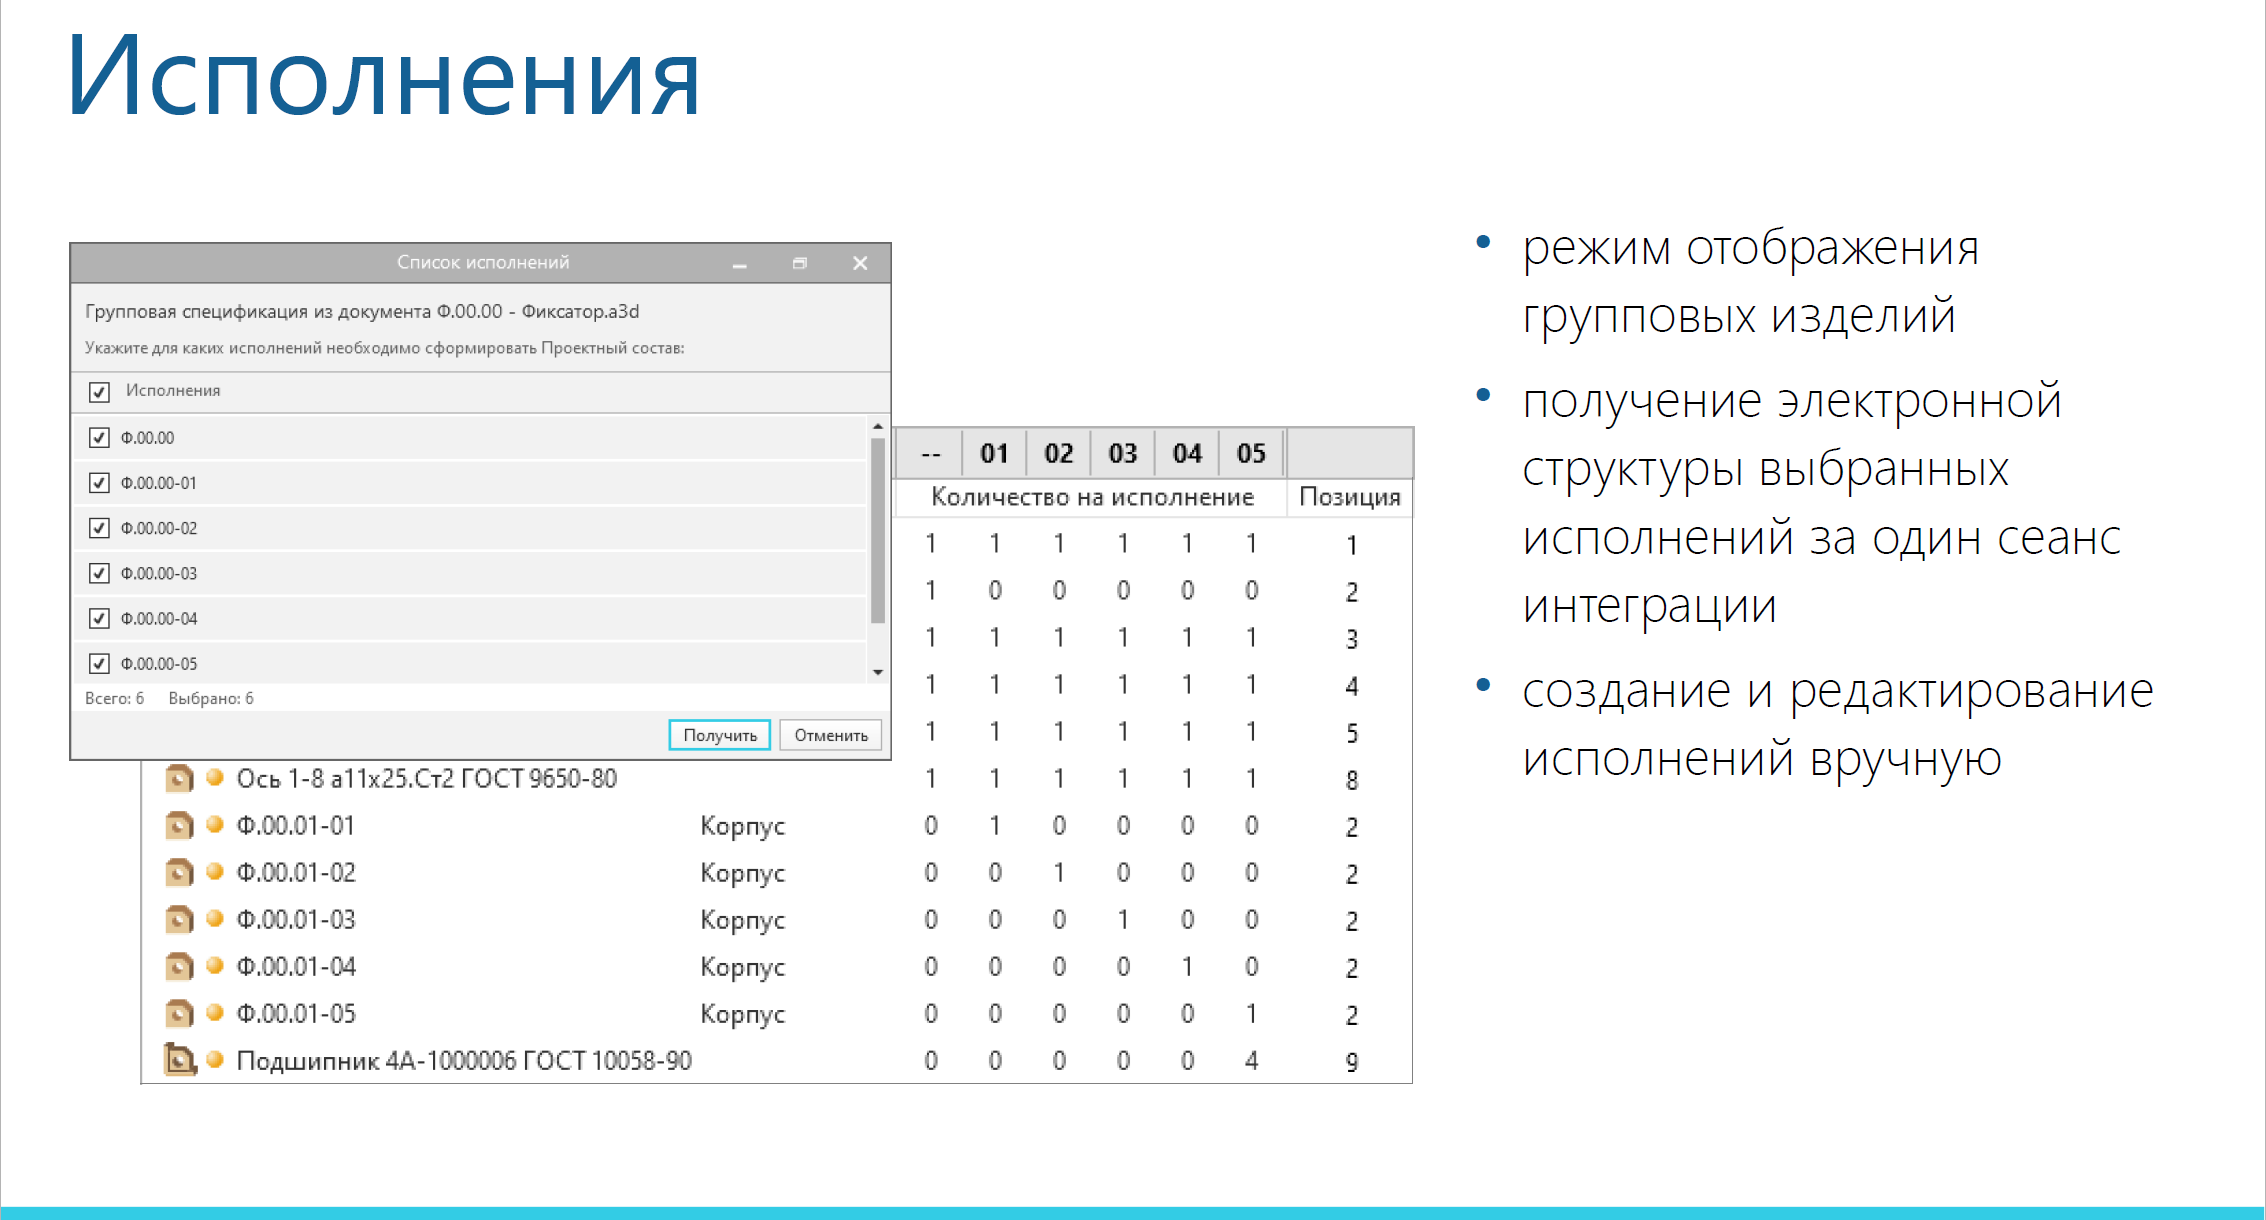 Исполнения
Список исполнений
Групповая спецификация из документа Ф.00.00 - Фиксатор.a3d
Укажите для каких исполнений необходимо сформировать Проектный состав:
Исполнения
Ф.00.00
Ф.00.00-01
Ф.00.00-02
Ф.00.00-03
Ф.00.00-04
Ф.00.00-05
Всего: 6 Выбрано: 6
Получить Отменить
-- 01 02 03 04 05
Количество на исполнение Позиция
1 1 1 1 1 1 1
1 0 0 0 0 0 2
1 1 1 1 1 1 3
1 1 1 1 1 1 4
1 1 1 1 1 1 5
Ось 1-8 а11х25.Ст2 ГОСТ 9650-80 1 1 1 1 1 1 8
Ф.00.01-01 Корпус 0 1 0 0 0 0 2
Ф.00.01-02 Корпус 0 0 1 0 0 0 2
Ф.00.01-03 Корпус 0 0 0 1 0 0 2
Ф.00.01-04 Корпус 0 0 0 0 1 0 2
Ф.00.01-05 Корпус 0 0 0 0 0 1 2
Подшипник 4А-1000006 ГОСТ 10058-90 0 0 0 0 0 4 9
• режим отображения
групповых изделий
• получение электронной
структуры выбранных
исполнений за один сеанс
интеграции
• создание и редактирование
исполнений вручную